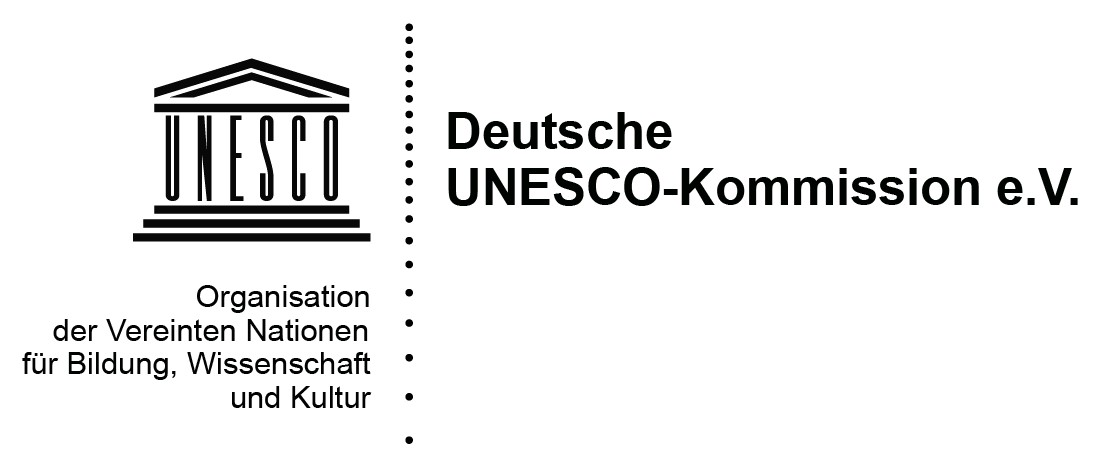 UNESCO
Organisation
der Vereinten Nationen
für Bildung, Wissenschaft
und Kultur
Deutsche
UNESCO-Kommission e.V.